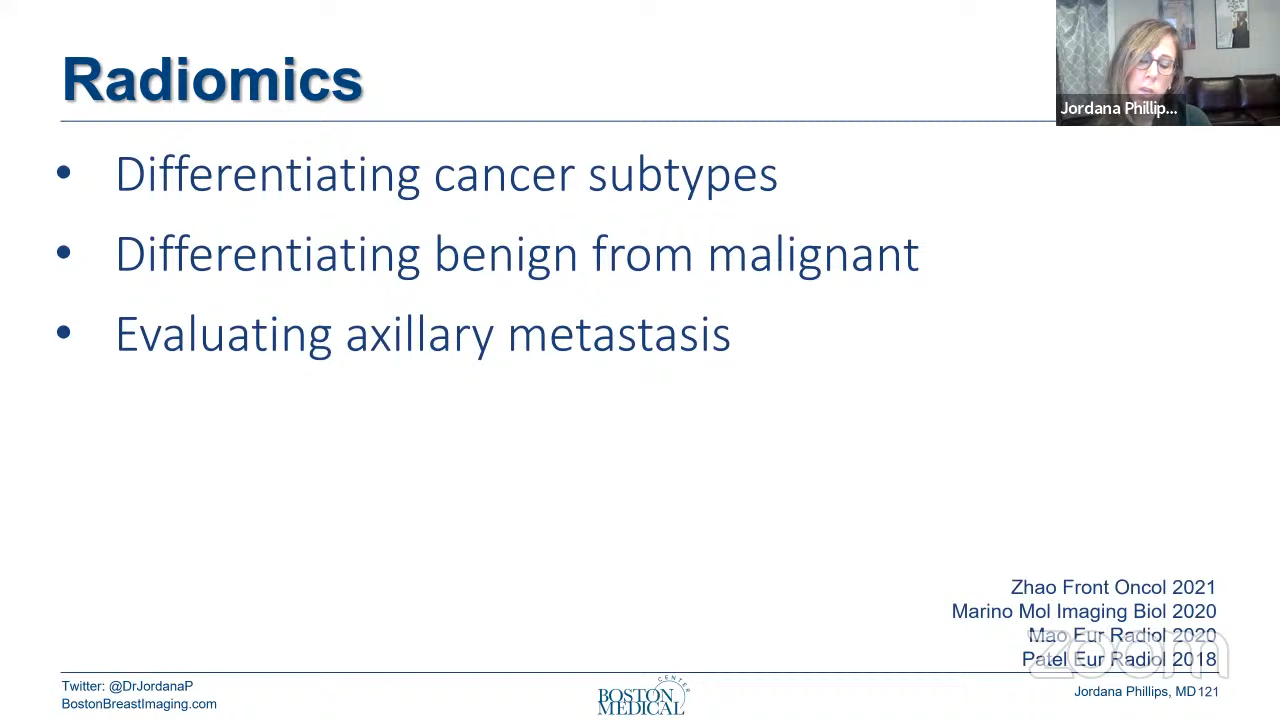 Radiomics
Jordana Phillip...
• Differentiating cancer subtypes
• Differentiating benign from malignant
• Evaluating axillary metastasis
Zhao Front Oncol 2021
Marino Mol Imaging Biol 2020
Mao Eur Radiol 2020
Patel Eur Radiol 2018
zoom
Twitter: @DrJordanaP
BostonBreastImaging.com
BOSTON
MEDICAL
CENTER
Jordana Phillips, MD 121